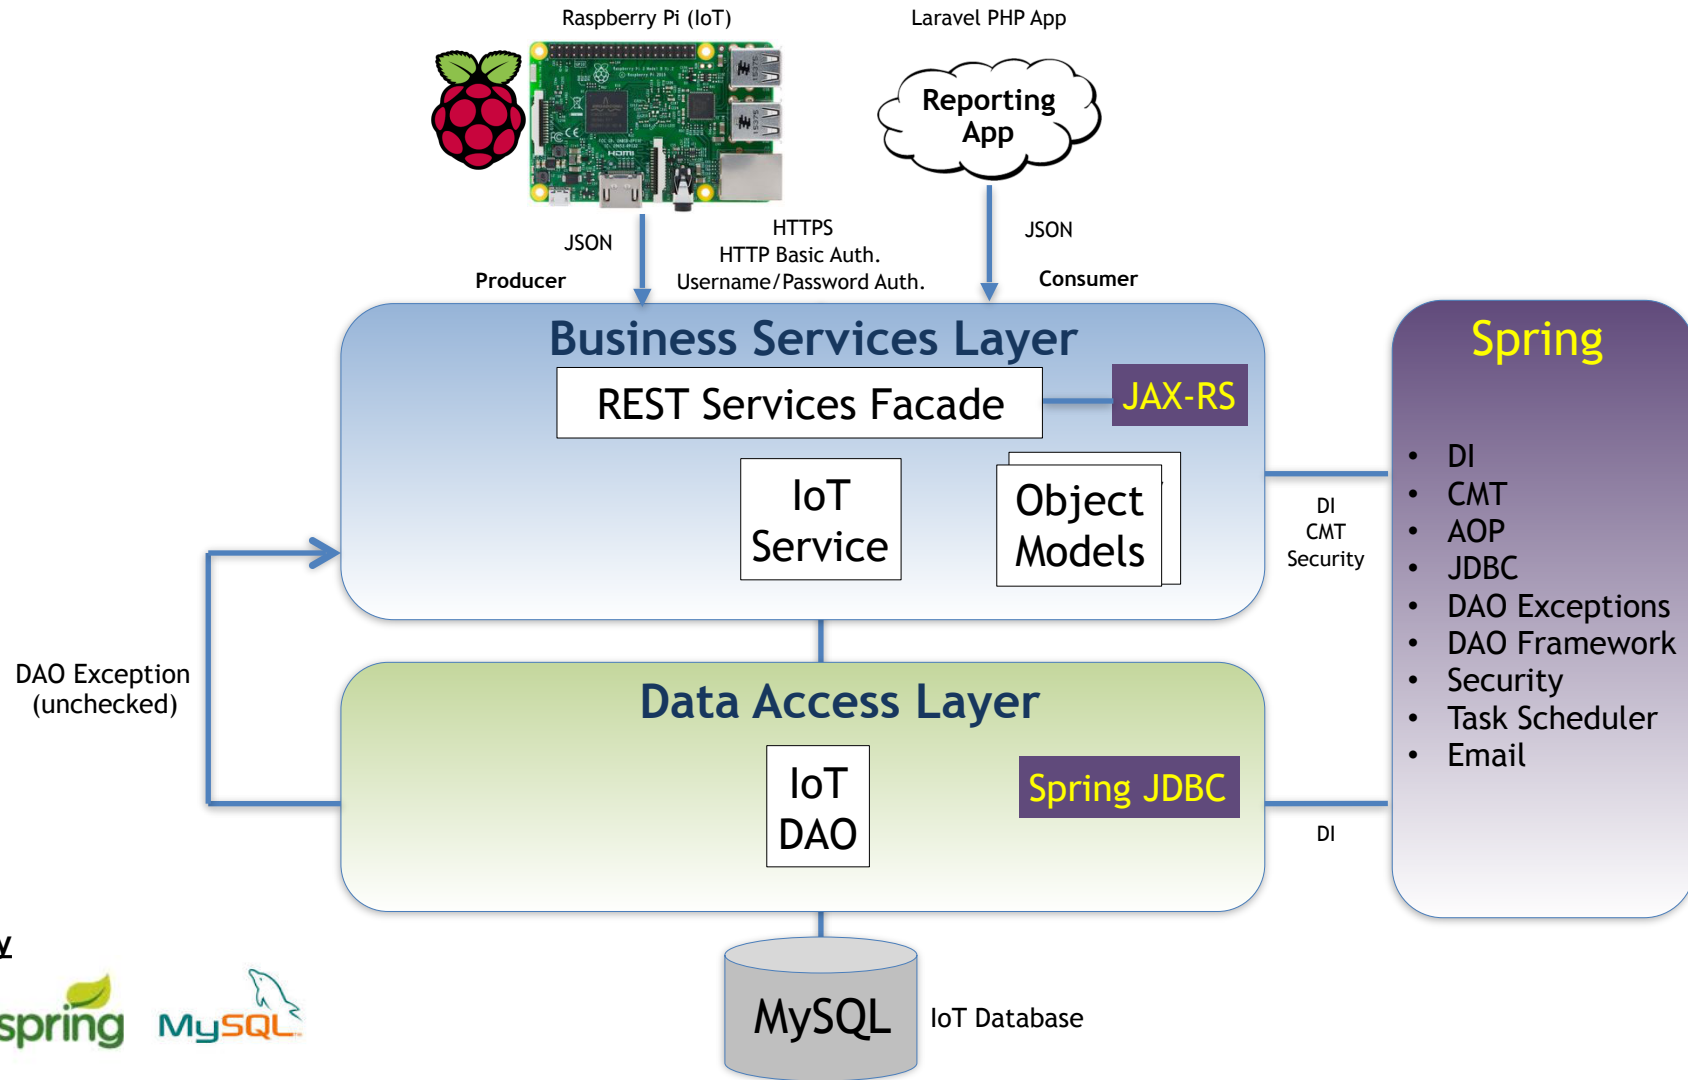 Raspberry Pi (IoT)
Laravel PHP App
Reporting
App
HDMI
JSON
HTTPS
HTTP Basic Auth.
Username/Password Auth.
JSON
Producer
Consumer
Business Services Layer
REST Services Facade
JAX-RS
IoT
Service
Object
Models
DI
CMT
Security
Spring
• DI
• CMT
• AOP
• JDBC
• DAO Exceptions
• DAO Framework
• Security
• Task Scheduler
• Email
DAO Exception
(unchecked)
Data Access Layer
IoT
DAO
Spring JDBC
DI
y
spring
MySQL
MySQL
IoT Database